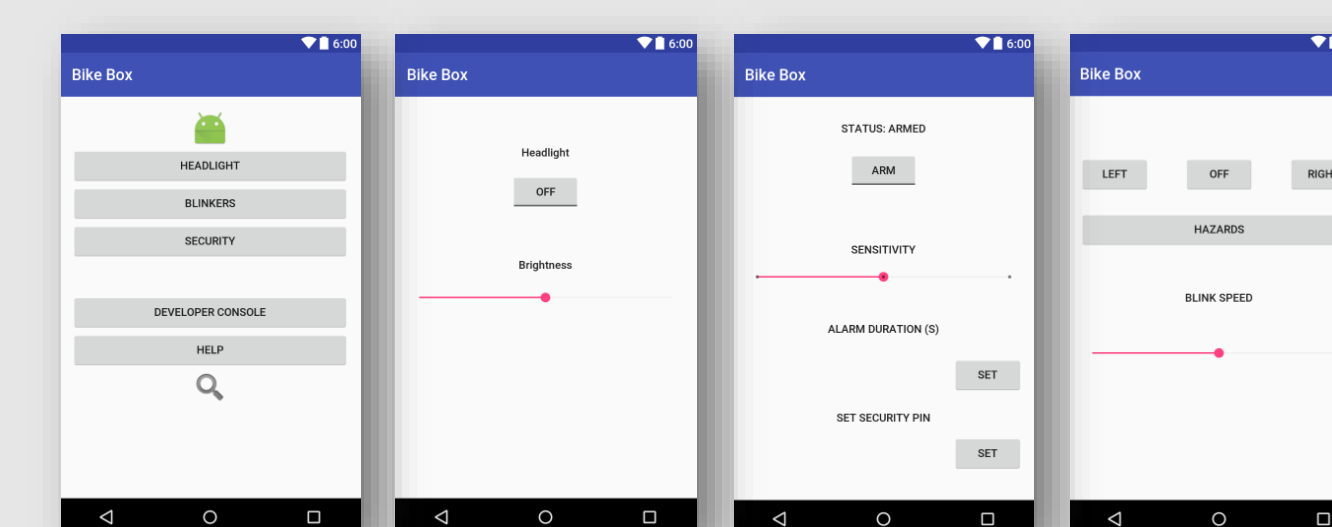 6:00
Bike Box
HEADLIGHT
BLINKERS
SECURITY
DEVELOPER CONSOLE
HELP
6:00
Bike Box
Headlight
OFF
Brightness
6:00
Bike Box
STATUS: ARMED
ARM
SENSITIVITY
ALARM DURATION (S)
SET
SET SECURITY PIN
SET
Bike Box
LEFT OFF RIGH
HAZARDS
BLINK SPEED